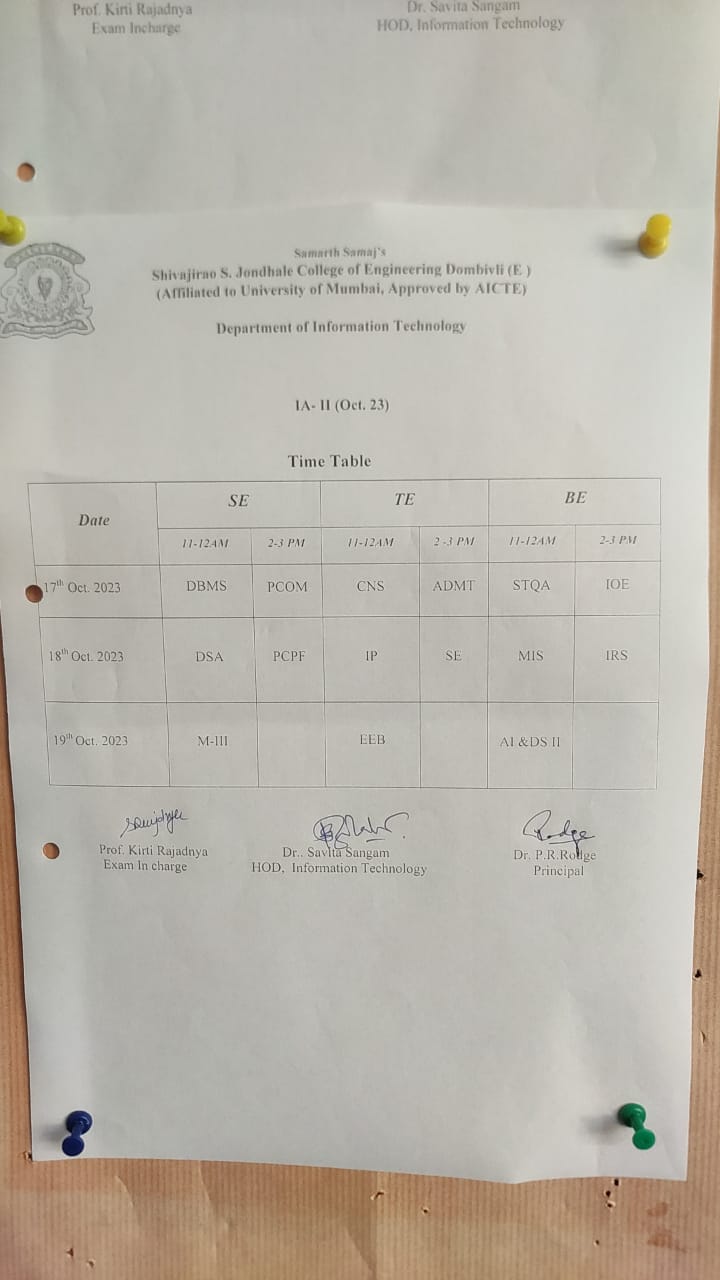 Prof. Kirti Rajadnya
Exam Incharge
Dr. Savita Sangam
HOD, Information Technology
Samarth Samaj's
Shivajirao S. Jondhale College of Engineering Dombivli (E )
(Affiliated to University of Mumbai, Approved by AICTE)
Department of Information Technology
IA- II (Oct. 23)
Time Table
Date SE TE BE
11-12AM 2-3 PM 11-12AM 2 -3 PM 11-12AM 2-3 PM
17th Oct. 2023 DBMS PCOM CNS ADMT STQA IOE
18th Oct. 2023 DSA PCPF IP SE MIS IRS
19th Oct. 2023 M-III EEB AI &DS II
Prof. Kirti Rajadnya
Exam In charge
Dr.. Savita Sangam
HOD, Information Technology
Dr. P.R.Rodge
Principal